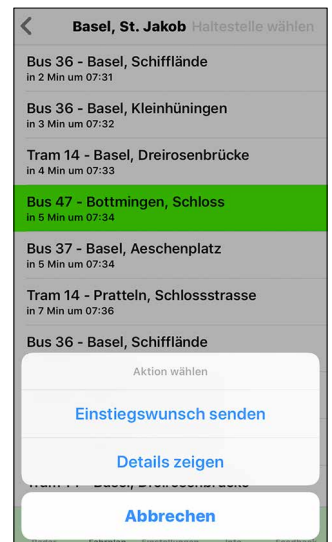 Basel, St. Jakob Haltestelle wählen
Bus 36 - Basel, Schifflände
in 2 Min um 07:31
Bus 36 - Basel, Kleinhüningen
in 3 Min um 07:32
Tram 14 - Basel, Dreirosenbrücke
in 4 Min um 07:33
Bus 47 - Bottmingen, Schloss
in 5 Min um 07:34
Bus 37 - Basel, Aeschenplatz
in 5 Min um 07:34
Tram 14 - Pratteln, Schlossstrasse
in 7 Min um 07:36
Bus 36 - Basel, Schifflände
Aktion wählen
Einstiegswunsch senden
Details zeigen
Abbrechen